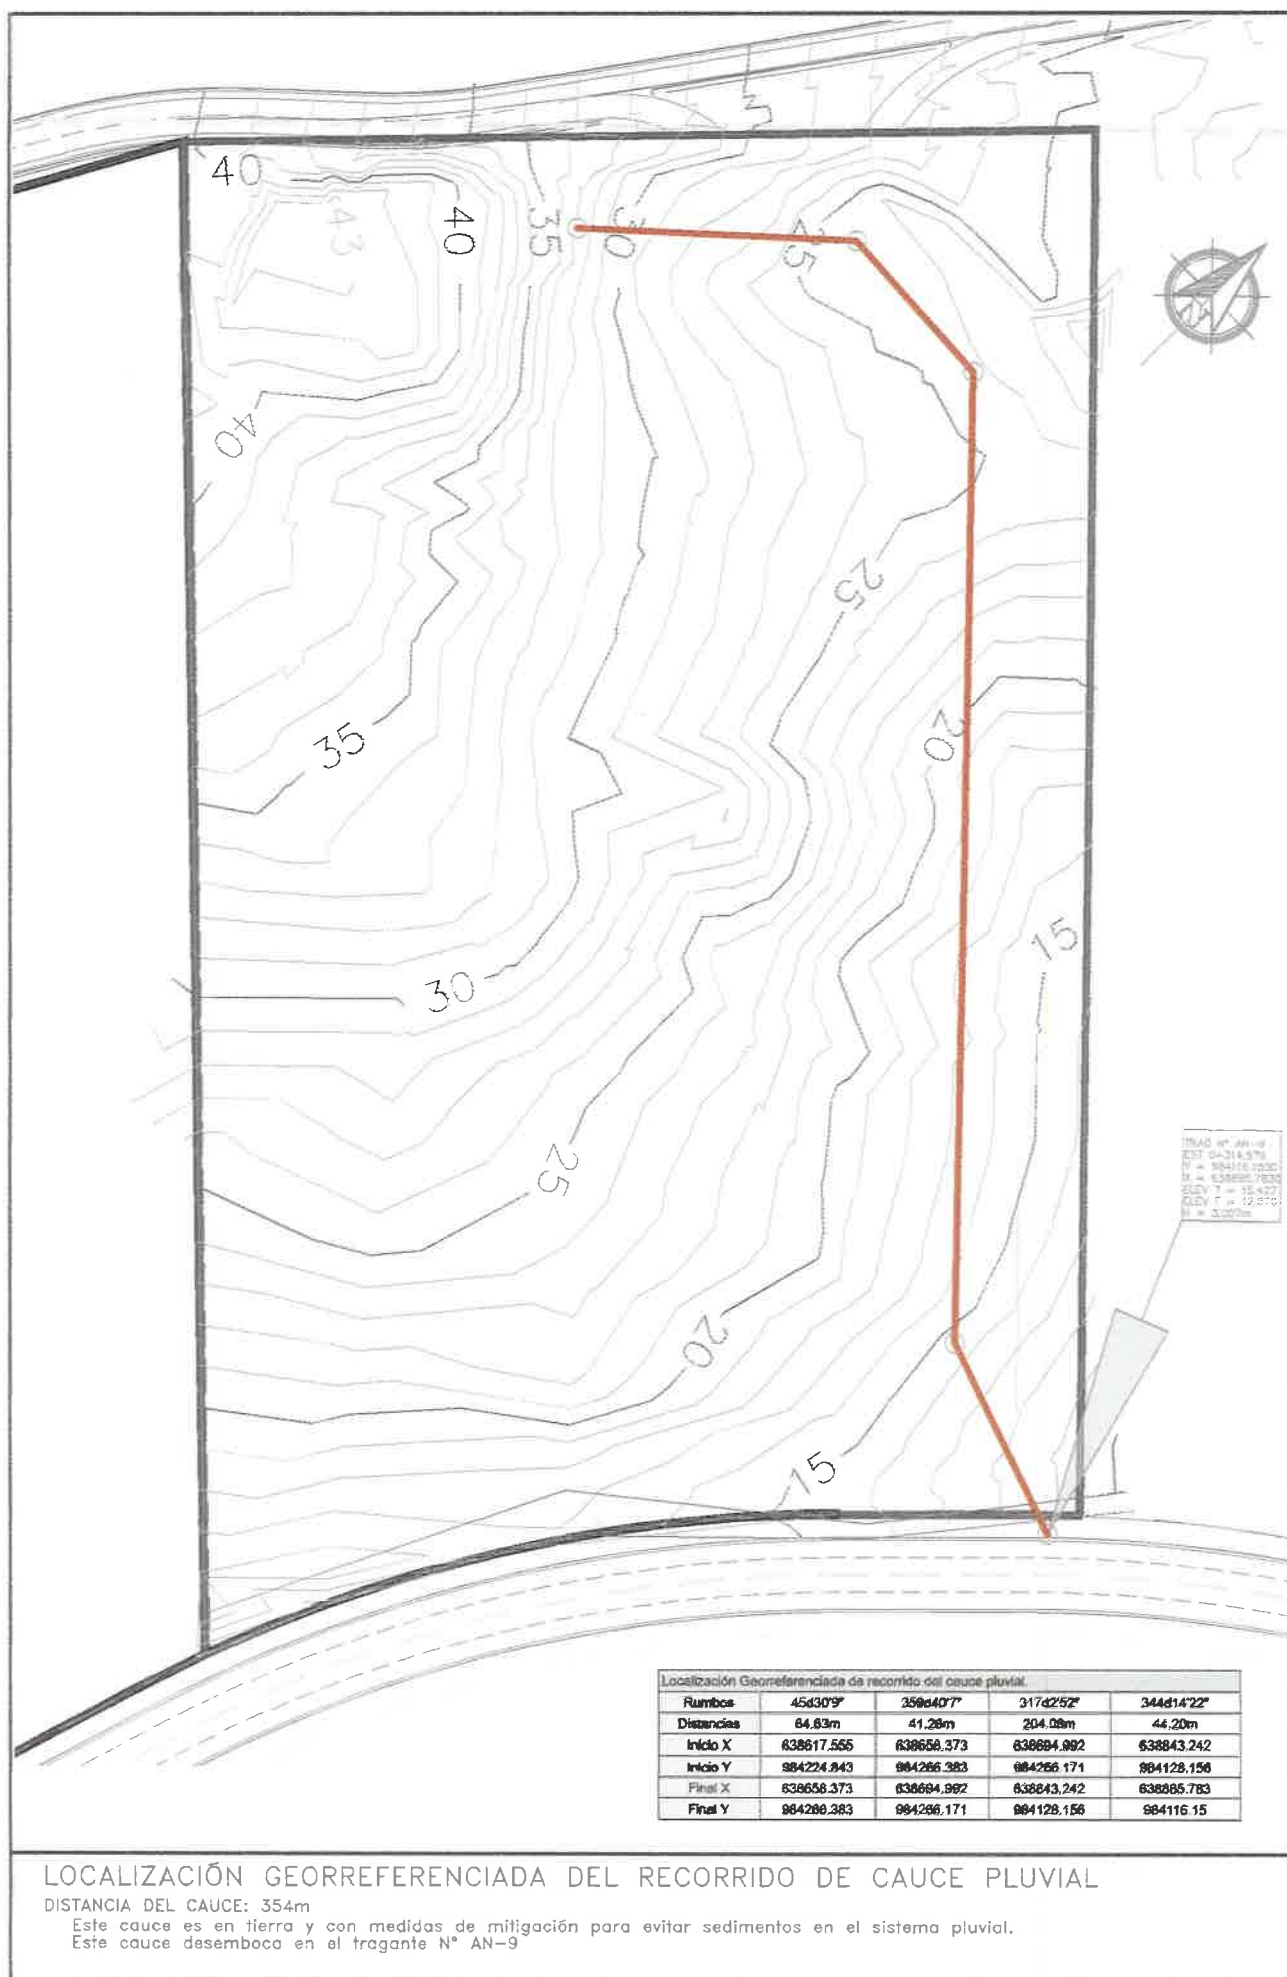 40
43
40
35
30
25
40
25
35
20
15
30
25
20
15
TRAG N° AN-9
Localización Georreferenciada de recorrido del cauce pluvial.
Rumbos 45d30'9" 359d40'7" 317d2'52" 344d14'22"
Distancias 64.63m 41.28m 204.08m 44.20m
Inicio X 638617.555 638658.373 638694.992 638843.242
Inicio Y 984224.843 984266.383 984266.171 984128.156
Final X 638658.373 638694.992 638843.242 638885.783
Final Y 984266.383 984266.171 984128.156 984116.15
LOCALIZACIÓN GEORREFERENCIADA DEL RECORRIDO DE CAUCE PLUVIAL
DISTANCIA DEL CAUCE: 354m
Este cauce es en tierra y con medidas de mitigación para evitar sedimentos en el sistema pluvial.
Este cauce desemboca en el tragante N° AN-9